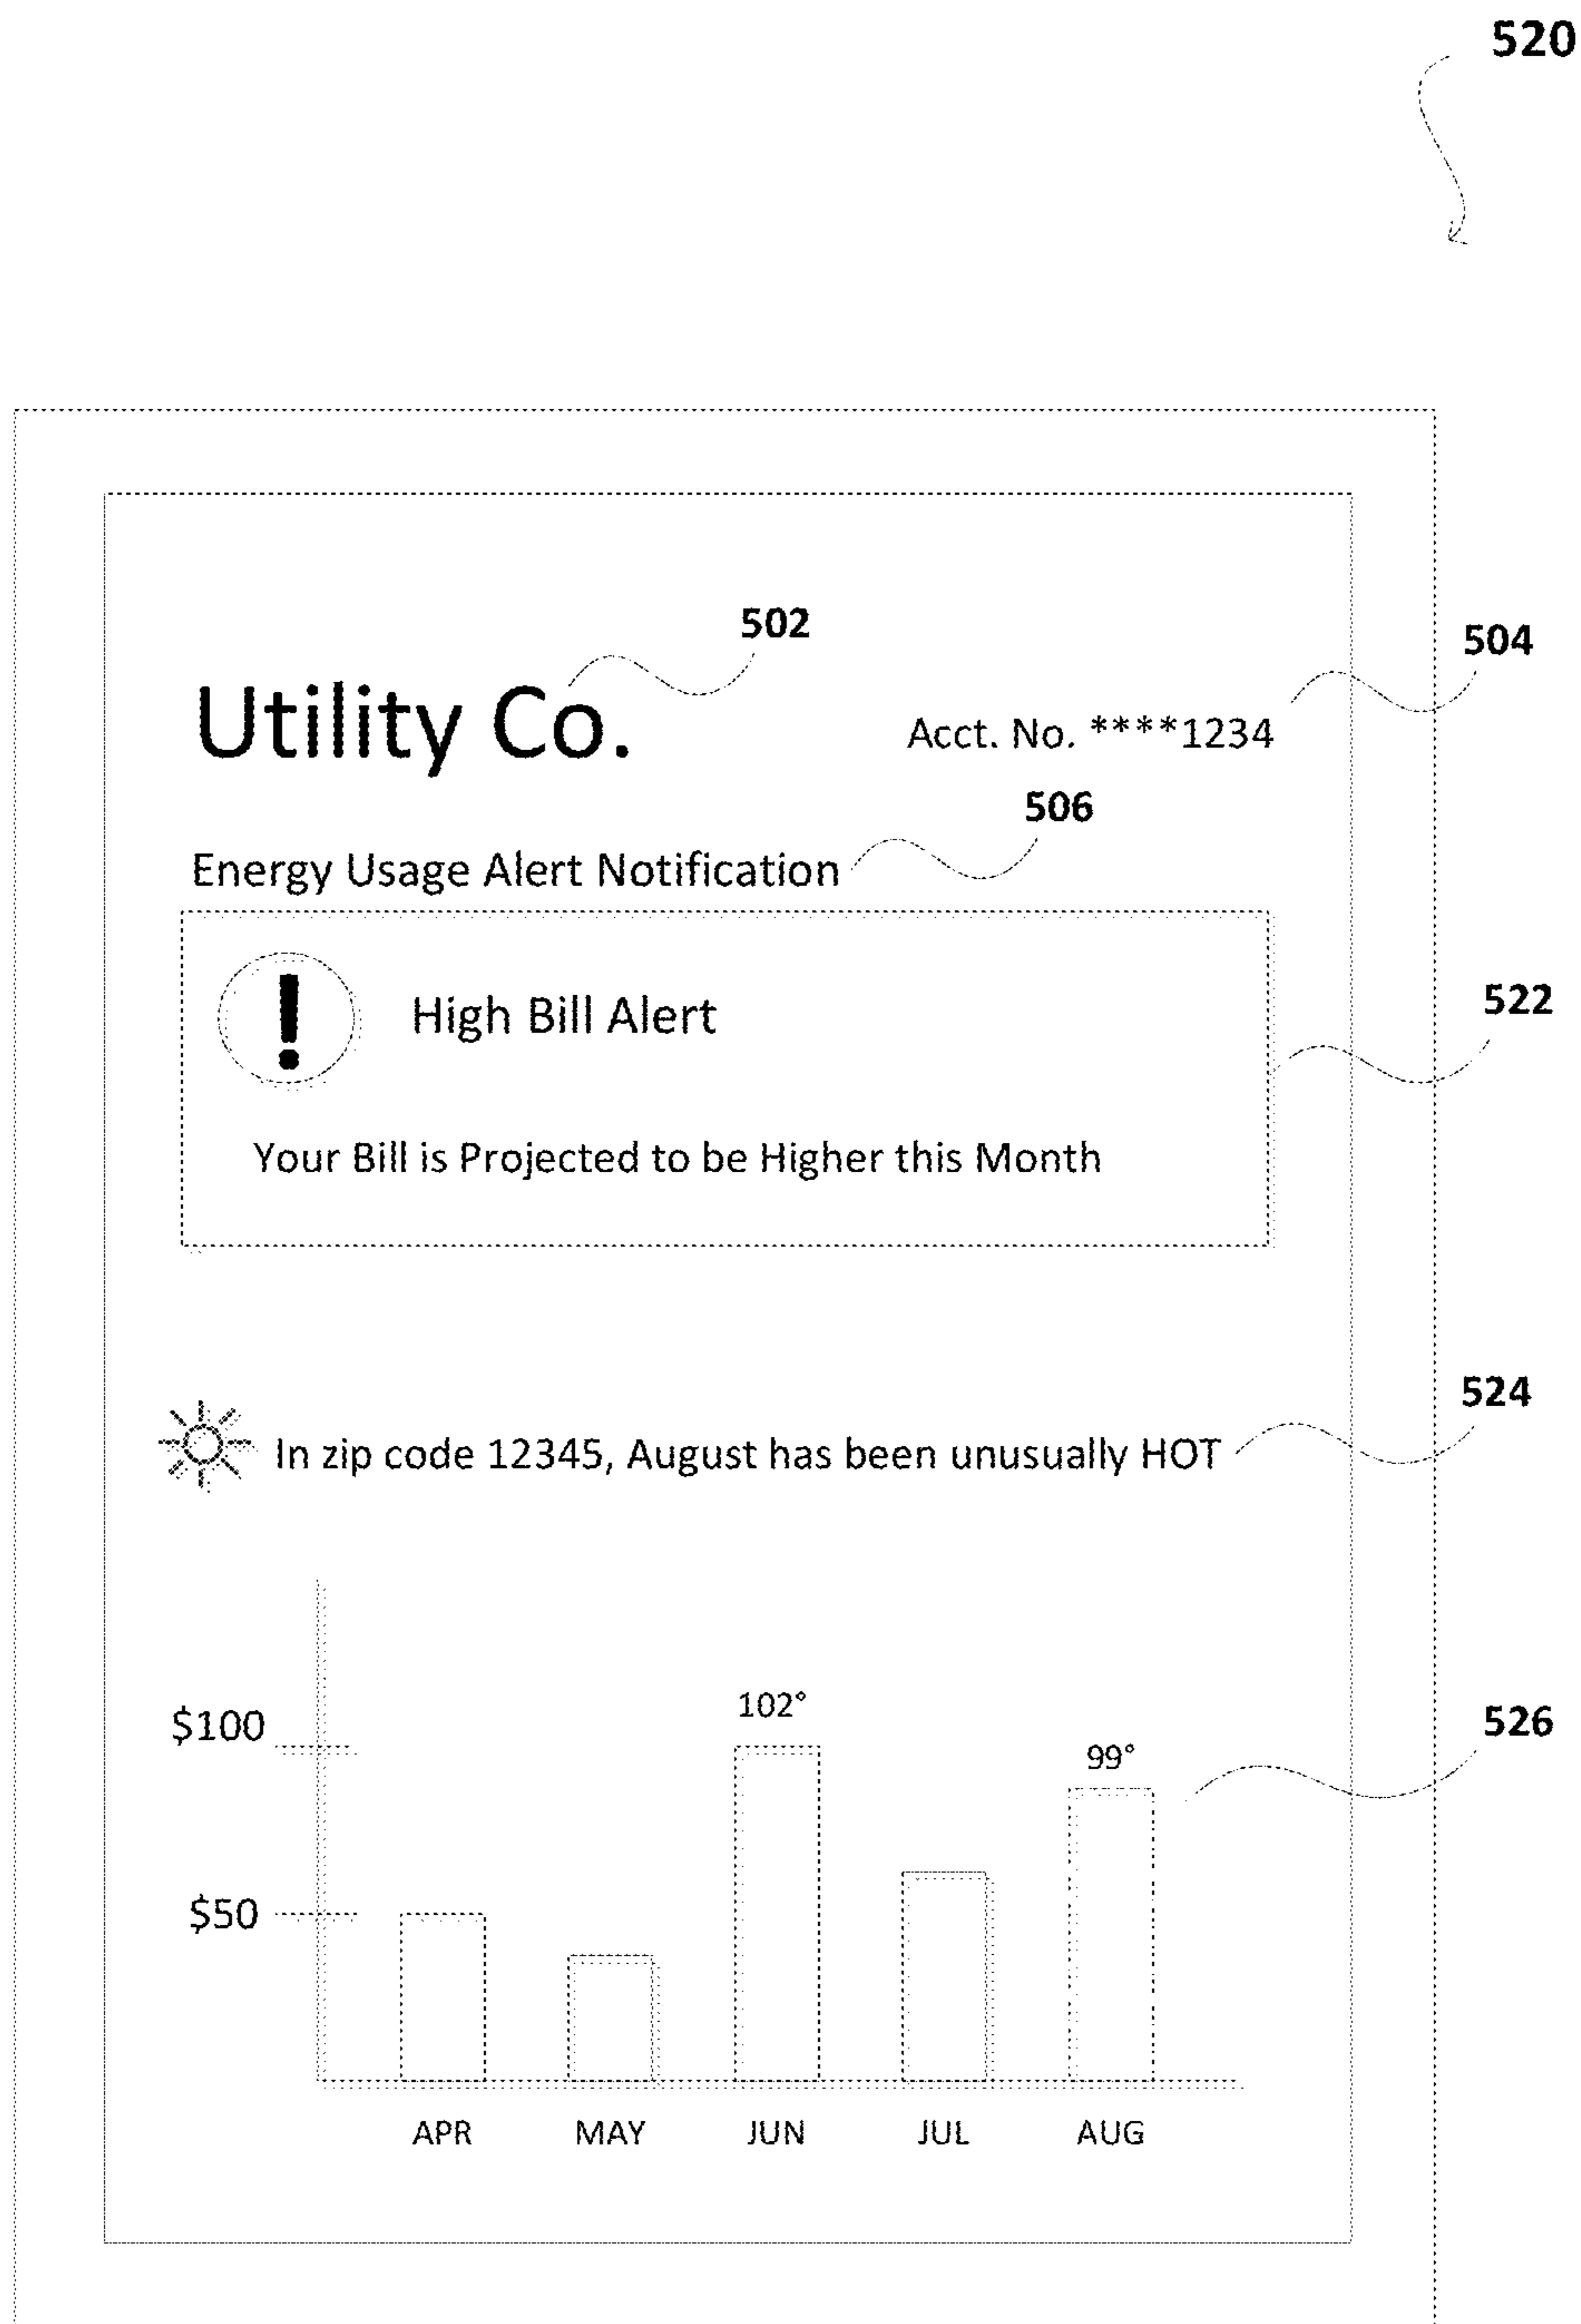 520
502
504
Utility Co.
Acct. No. ****1234
506
Energy Usage Alert Notification
!
High Bill Alert
522
Your Bill is Projected to be Higher this Month
524
In zip code 12345, August has been unusually HOT
102°
$100
526
99°
$50
APR MAY JUN JUL AUG